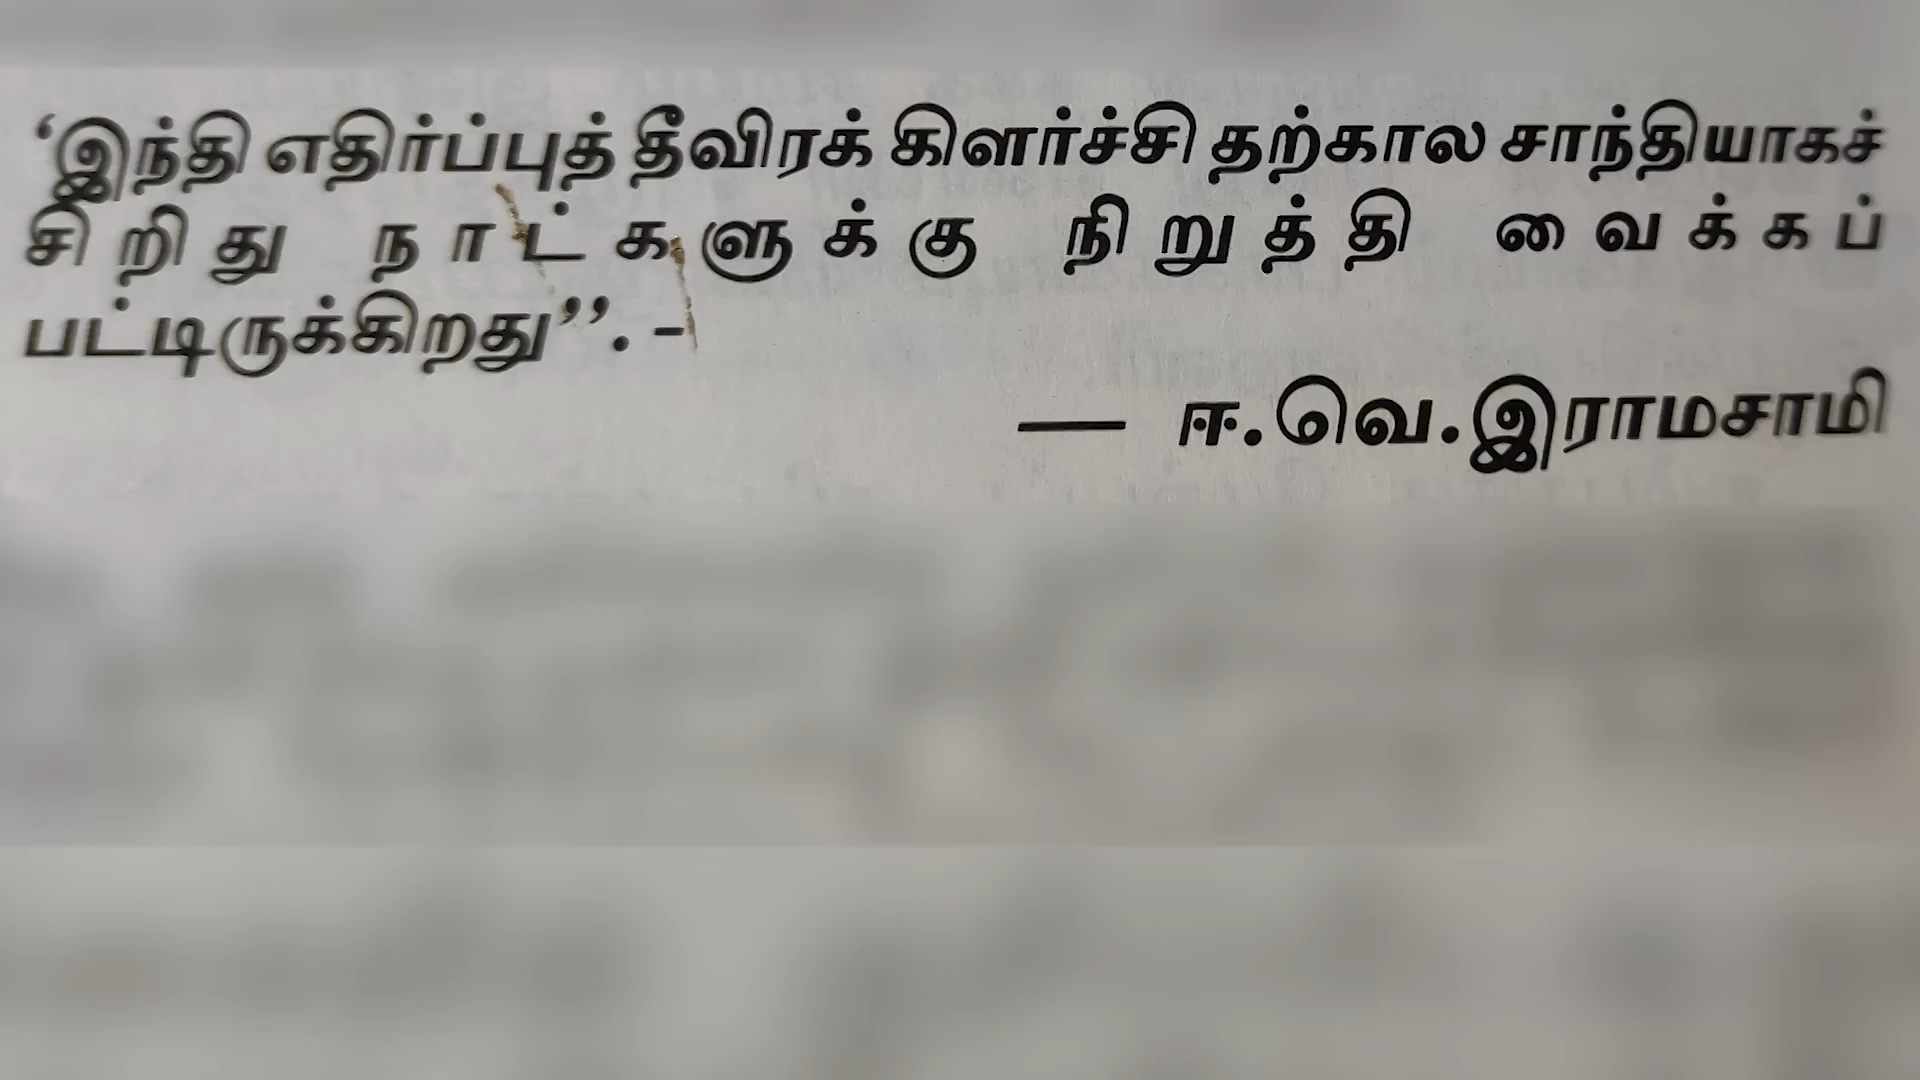 ‘இந்தி எதிர்ப்புத் தீவிரக் கிளர்ச்சி தற்கால சாந்தியாகச்
சிறிது நாட்களுக்கு நிறுத்தி வைக்கப்
பட்டிருக்கிறது’’. -
— ஈ.வெ.இராமசாமி